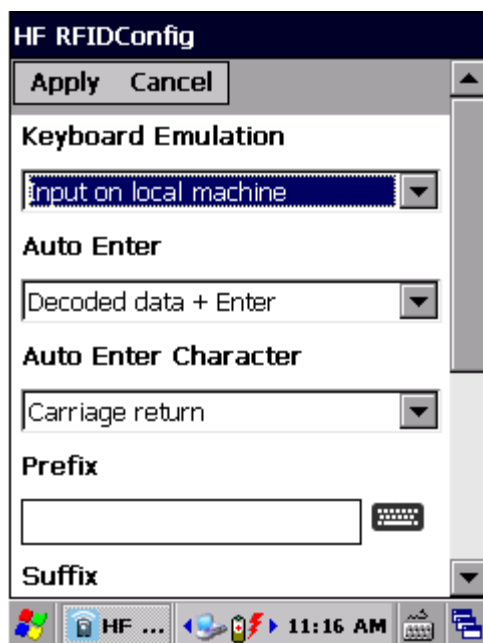 HF RFIDConfig
Apply Cancel
Keyboard Emulation
Input on local machine
Auto Enter
Decoded data + Enter
Auto Enter Character
Carriage return
Prefix
Suffix
HF ... 11:16 AM